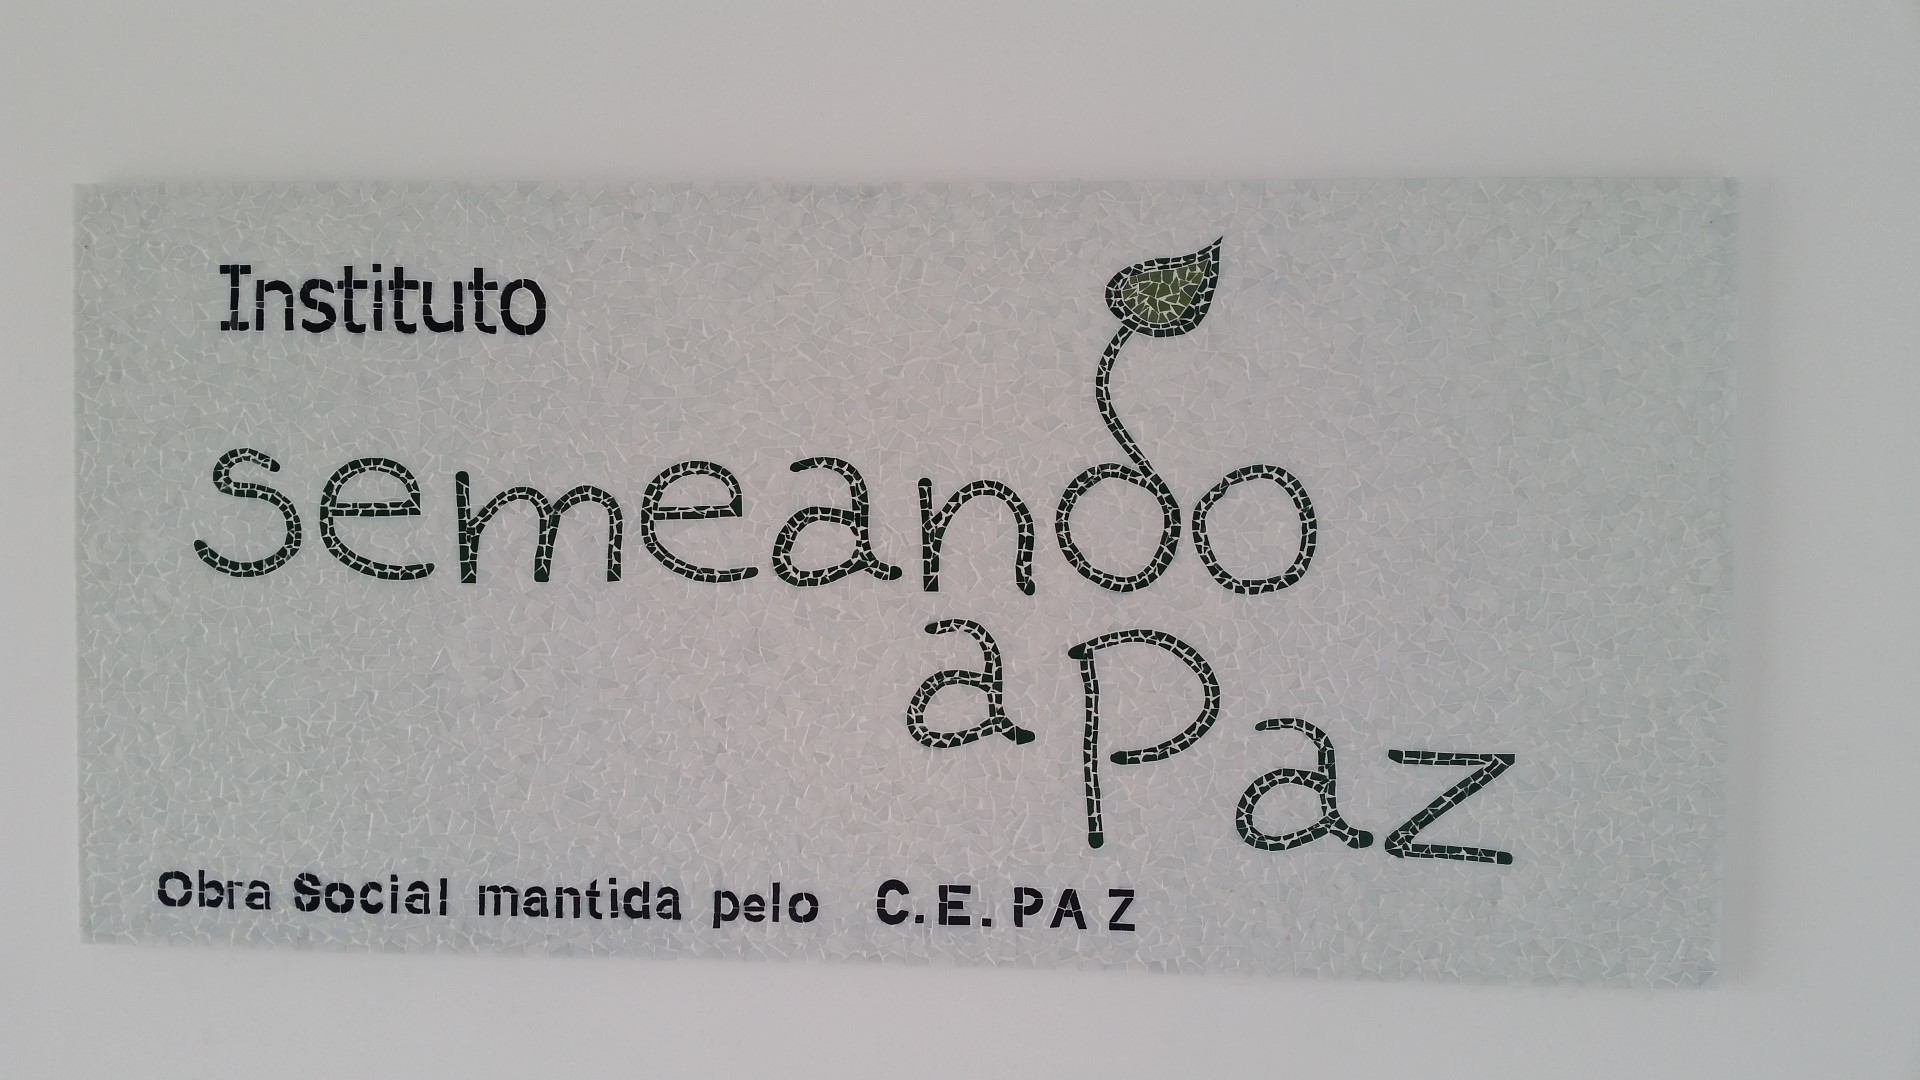 Instituto
semeando
a Paz
Obra Social mantida pelo C.E. PAZ